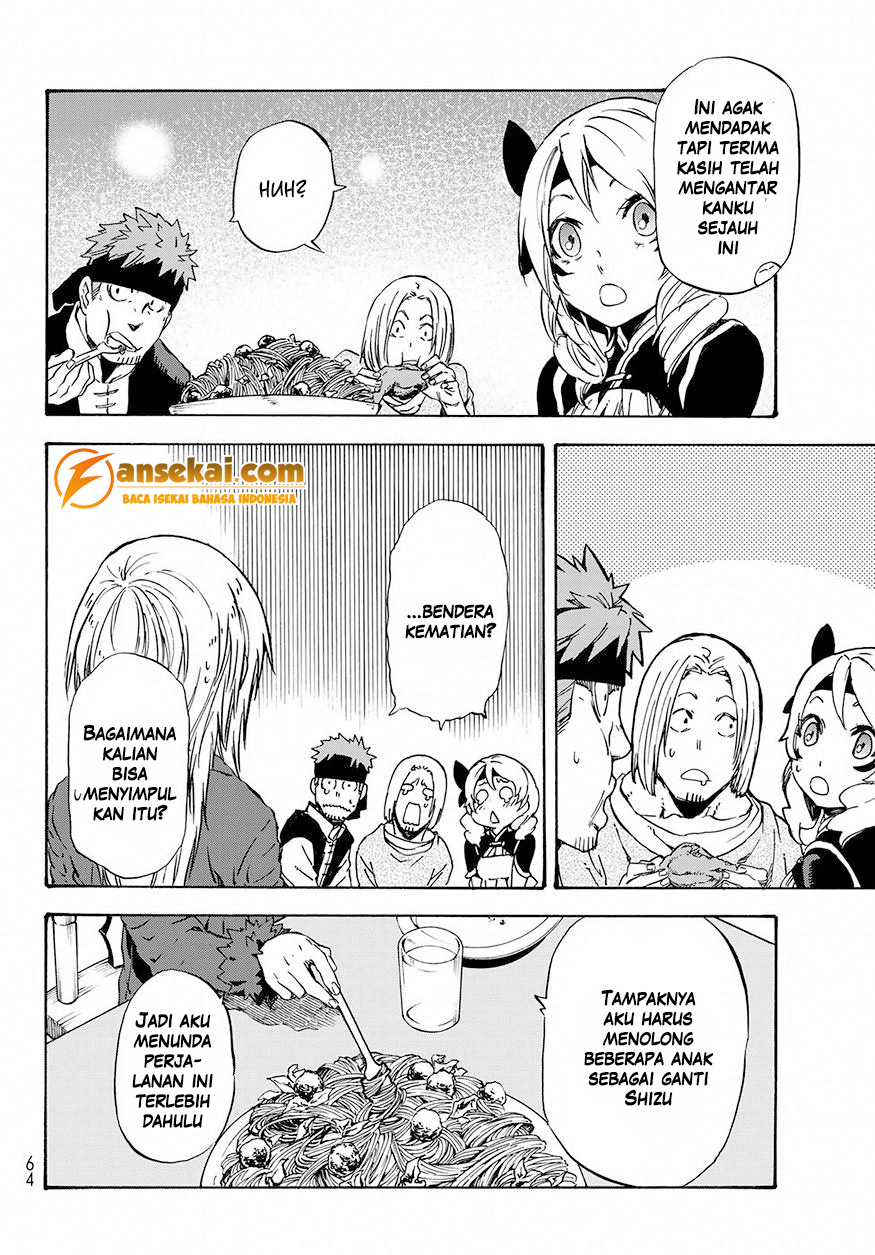 INI AGAK
MENDADAK
TAPI TERIMA
KASIH TELAH
MENGANTAR
KANKU
SEJAUH
INI
HUH?
ansekai.com
BACA ISEKAI BAHASA INDONESIA
...BENDERA
KEMATIAN?
BAGAIMANA
KALIAN
BISA
MENYIMPUL
KAN ITU?
TAMPAKNYA
AKU HARUS
MENOLONG
BEBERAPA ANAK
SEBAGAI GANTI
SHIZU
JADI AKU
MENUNDA
PERJA-
LANAN INI
TERLEBIH
DAHULU
64